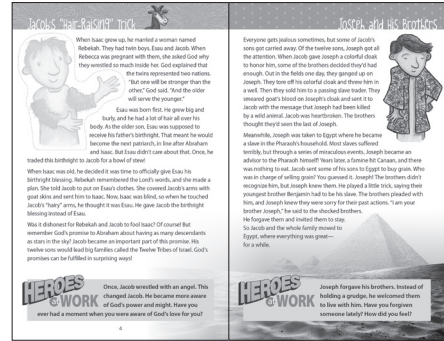 Jacob's "Hair-Raising" Trick
When Isaac grew up, he married a woman named
Rebekah. They had twin boys, Esau and Jacob. When
Rebecca was pregnant with them, she asked God why
they wrestled so much inside her. God explained that
the twins represented two nations.
"But one will be stronger than the
other," God said. "And the older
will serve the younger."
Esau was born first. He grew big and
burly, and he had a lot of hair all over his
body. As the older son, Esau was supposed to
receive his father's birthright. That meant he would
become the next patriarch, in line after Abraham
and Isaac. But Esau didn't care about that. Once, he
traded this birthright to Jacob for a bowl of stew!
When Isaac was old, he decided it was time to officially give Esau his
birthright blessing. Rebekah remembered the Lord's words, and she made a
plan. She told Jacob to put on Esau's clothes. She covered Jacob's arms with
goat skins and sent him to Isaac. Now, Isaac was blind, so when he touched
Jacob's "hairy" arms, he thought it was Esau. He gave Jacob the birthright
blessing instead of Esau.
Was it dishonest for Rebekah and Jacob to fool Isaac? Of course! But
remember God's promise to Abraham about having as many descendants
as stars in the sky? Jacob became an important part of this promise. His
twelve sons would lead big families called the Twelve Tribes of Israel. God's
promises can be fulfilled in surprising ways!
HEROES
at WORK
Once, Jacob wrestled with an angel. This
changed Jacob. He became more aware
of God's power and might. Have you
ever had a moment when you were aware of God's love for you?
4
Joseph and His Brothers
Everyone gets jealous sometimes, but some of Jacob's
sons got carried away. Of the twelve sons, Joseph got all
the attention. When Jacob gave Joseph a colorful cloak
to honor him, some of the brothers decided they'd had
enough. Out in the fields one day, they ganged up on
Joseph. They tore off his colorful cloak and threw him in
a well. Then they sold him to a passing slave trader. They
smeared goat's blood on Joseph's cloak and sent it to
Jacob with the message that Joseph had been killed
by a wild animal. Jacob was heartbroken. The brothers
thought they'd seen the last of Joseph.
Meanwhile, Joseph was taken to Egypt where he became
a slave in the Pharaoh's household. Most slaves suffered
terribly, but through a series of miraculous events, Joseph became an
advisor to the Pharaoh himself! Years later, a famine hit Canaan, and there
was nothing to eat. Jacob sent some of his sons to Egypt to buy grain. Who
was in charge of selling grain? You guessed it. Joseph! The brothers didn't
recognize him, but Joseph knew them. He played a little trick, saying their
youngest brother Benjamin had to be his slave. The brothers pleaded with
him, and Joseph knew they were sorry for their past actions. "I am your
brother Joseph," he said to the shocked brothers.
He forgave them and invited them to stay.
So Jacob and the whole family moved to
Egypt, where everything was great—
for a while.
HEROES
at WORK
Joseph forgave his brothers. Instead of
holding a grudge, he welcomed them
to live with him. Have you forgiven
someone lately? How did you feel?